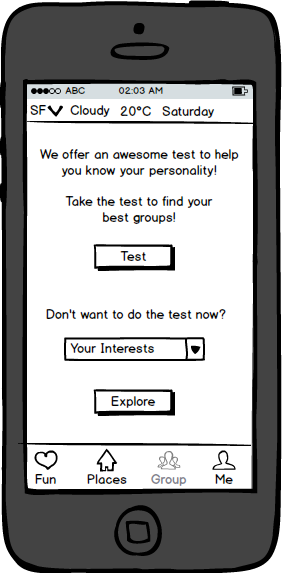 ABC 02:03 AM
SF Cloudy 20°C Saturday
We offer an awesome test to help
you know your personality!
Take the test to find your
best groups!
Test
Don't want to do the test now?
Your Interests
Explore
Fun Places Group Me